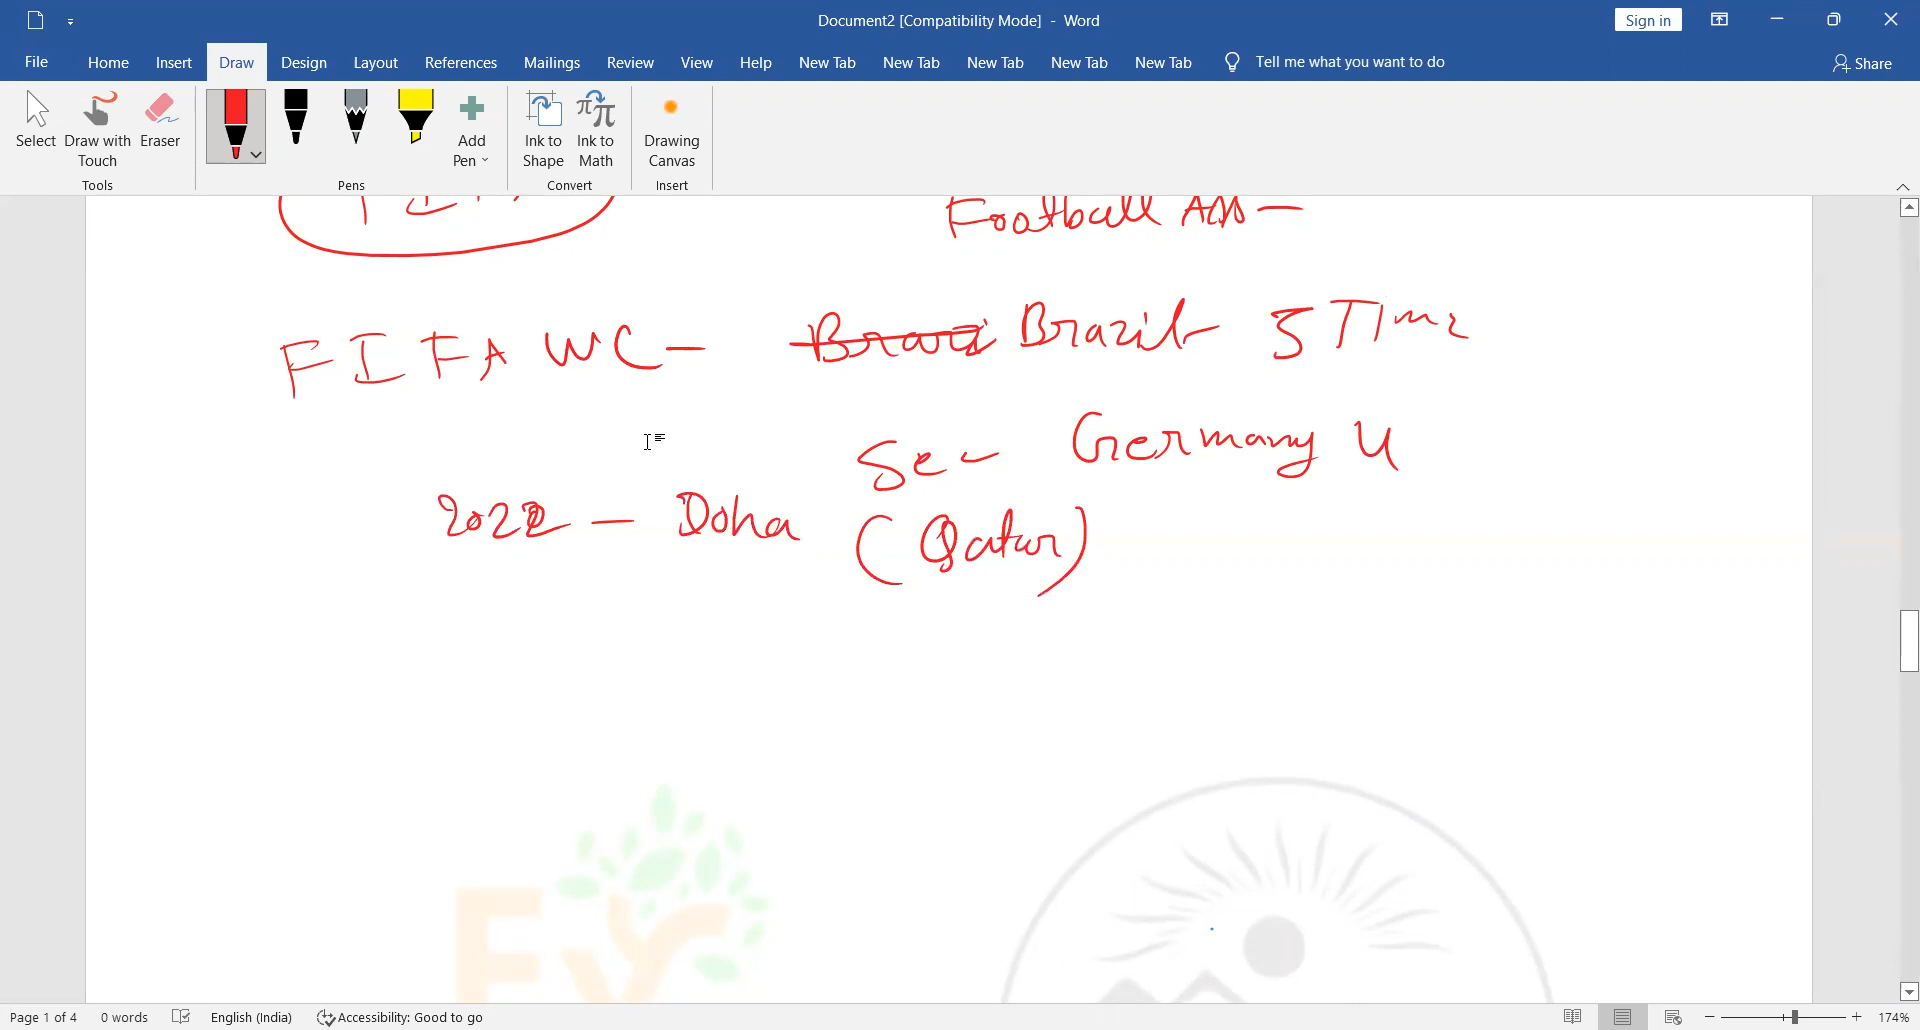 Document2 [Compatibility Mode] - Word
Sign in
File Home Insert Draw Design Layout References Mailings Review View Help New Tab New Tab New Tab New Tab New Tab Tell me what you want to do Share
Select
Draw with Touch
Eraser
Add Pen
Ink to Shape
Ink to Math
Drawing Canvas
Tools Pens Convert Insert
Football Ass -
FIFA WC - Brazil - 5 Time
Se - Germany 4
2022 - Doha (Qatar)
Page 1 of 4 0 words English (India) Accessibility: Good to go 174%